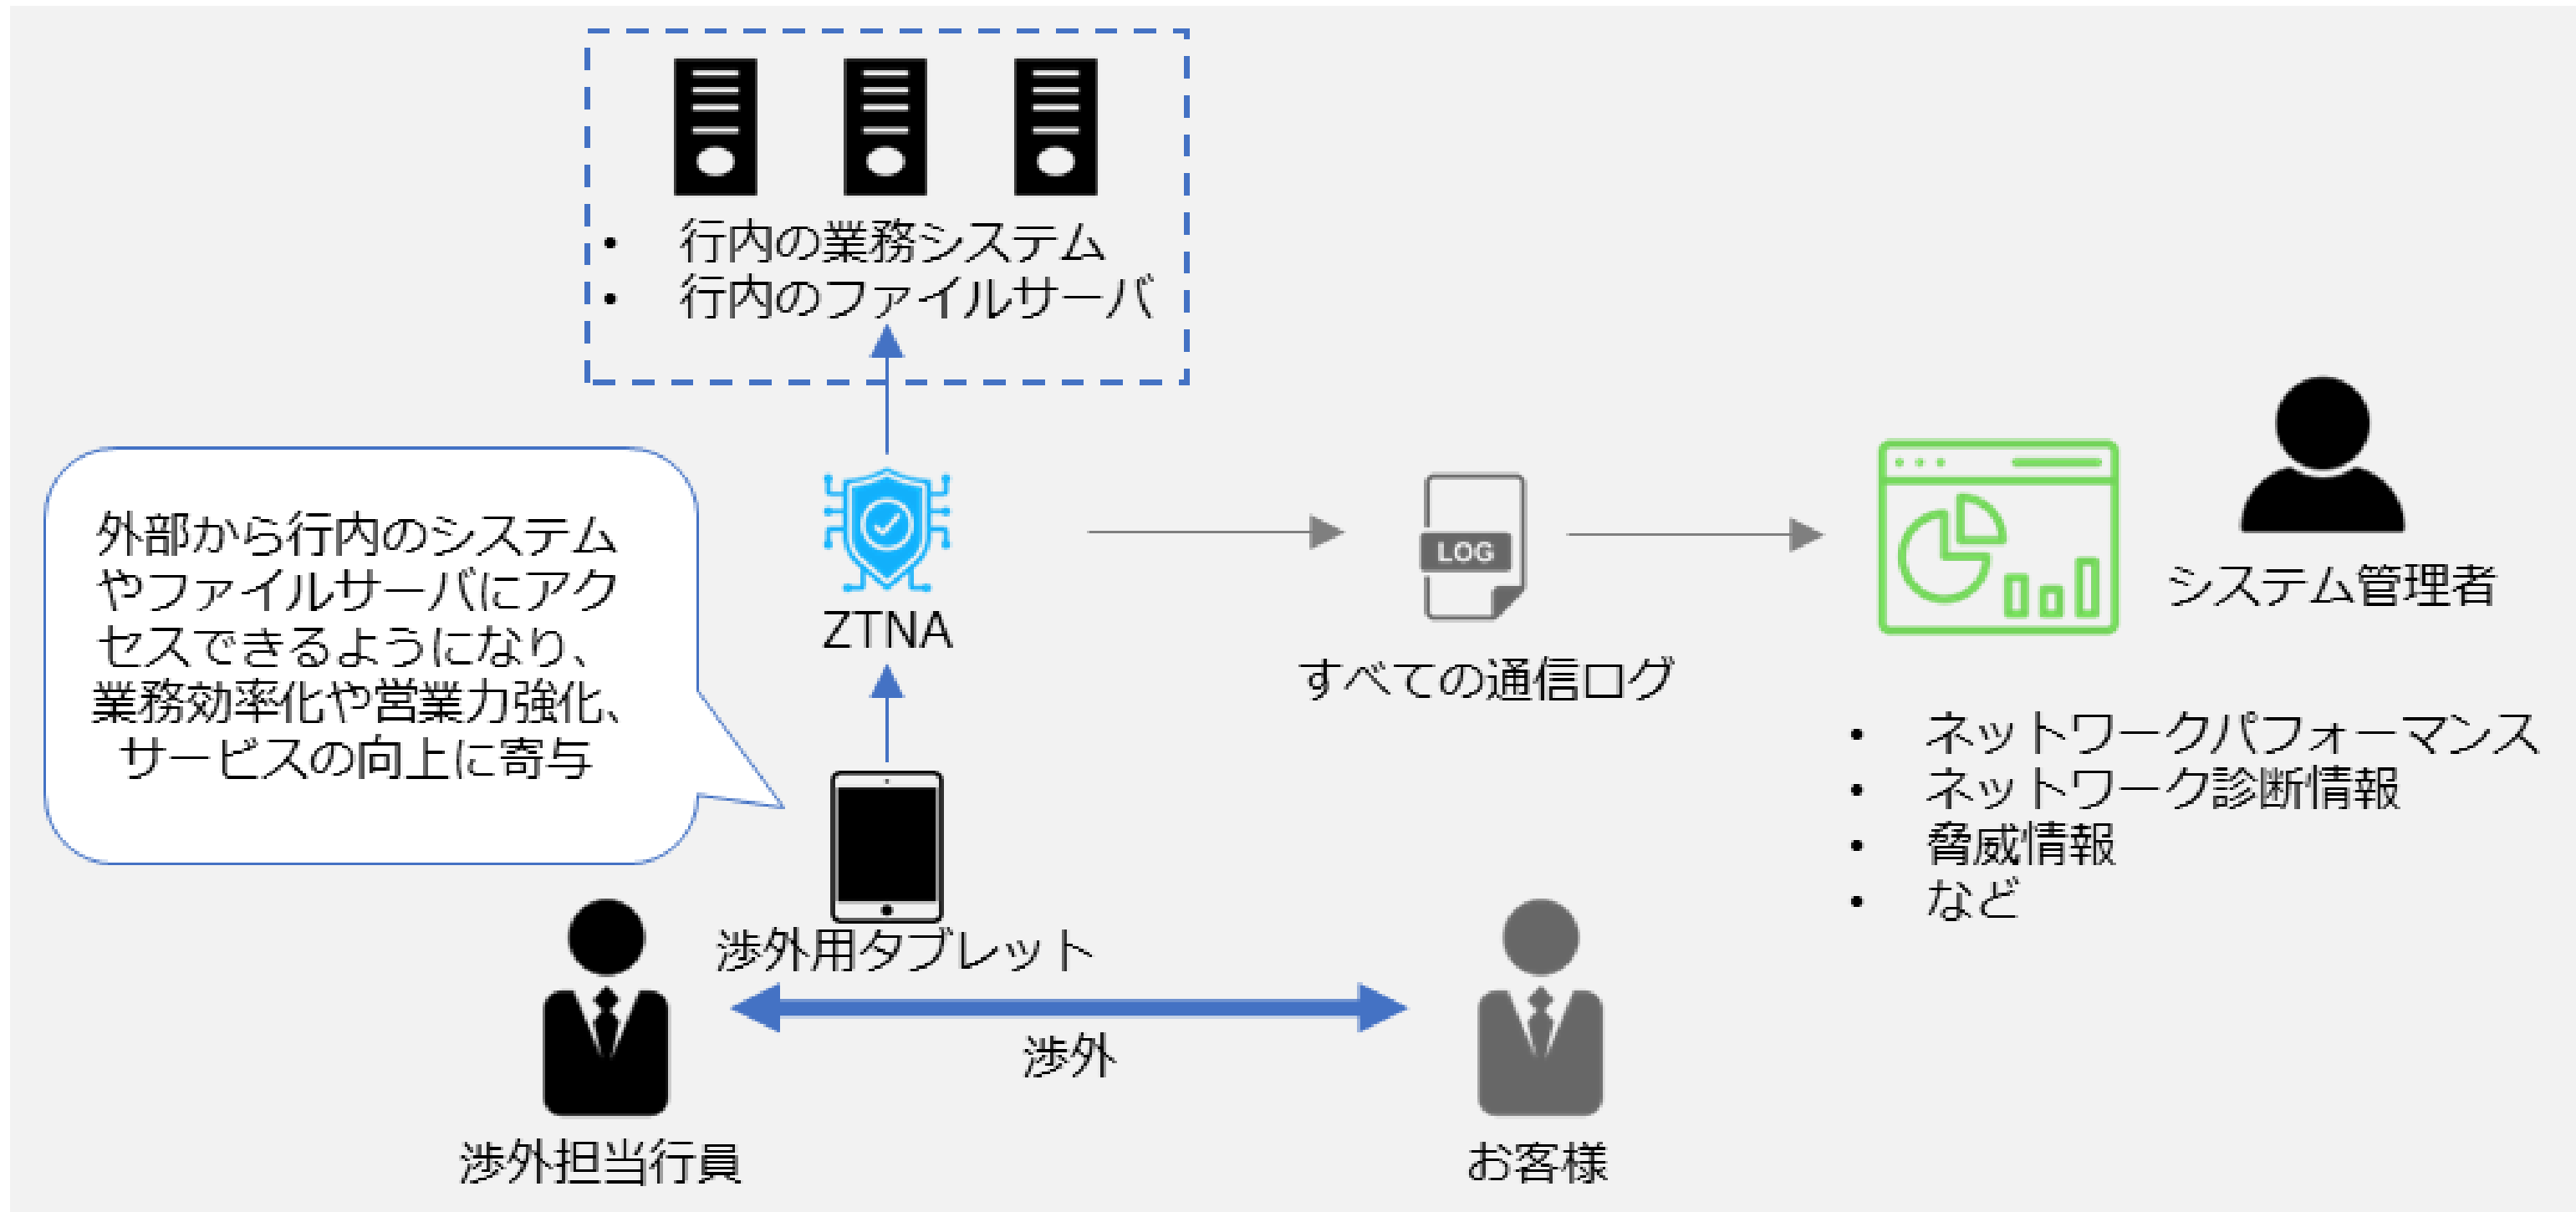 • 行内の業務システム
• 行内のファイルサーバ
外部から行内のシステム
やファイルサーバにアク
セスできるようになり、
業務効率化や営業力強化、
サービスの向上に寄与
ZTNA
LOG
すべての通信ログ
システム管理者
• ネットワークパフォーマンス
• ネットワーク診断情報
• 脅威情報
• など
渉外用タブレット
渉外
渉外担当行員
お客様